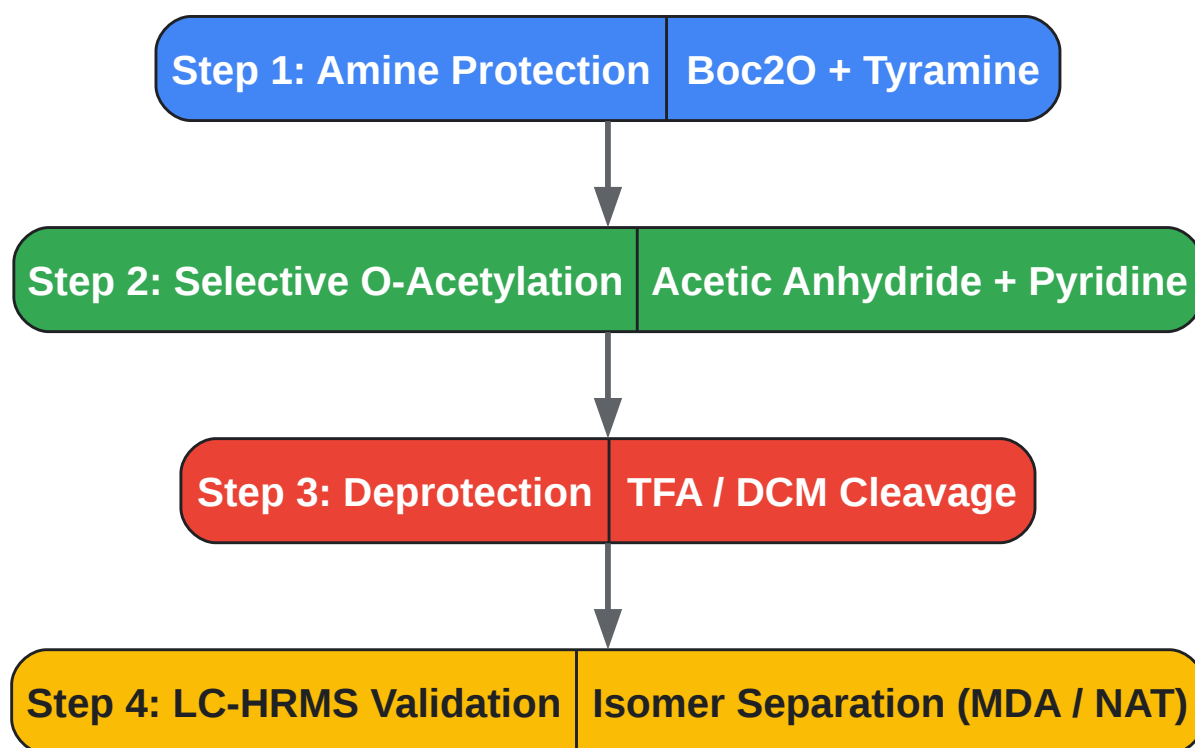 Step 1: Amine Protection Boc2O + Tyramine
Step 2: Selective O-Acetylation Acetic Anhydride + Pyridine
Step 3: Deprotection TFA / DCM Cleavage
Step 4: LC-HRMS Validation Isomer Separation (MDA / NAT)